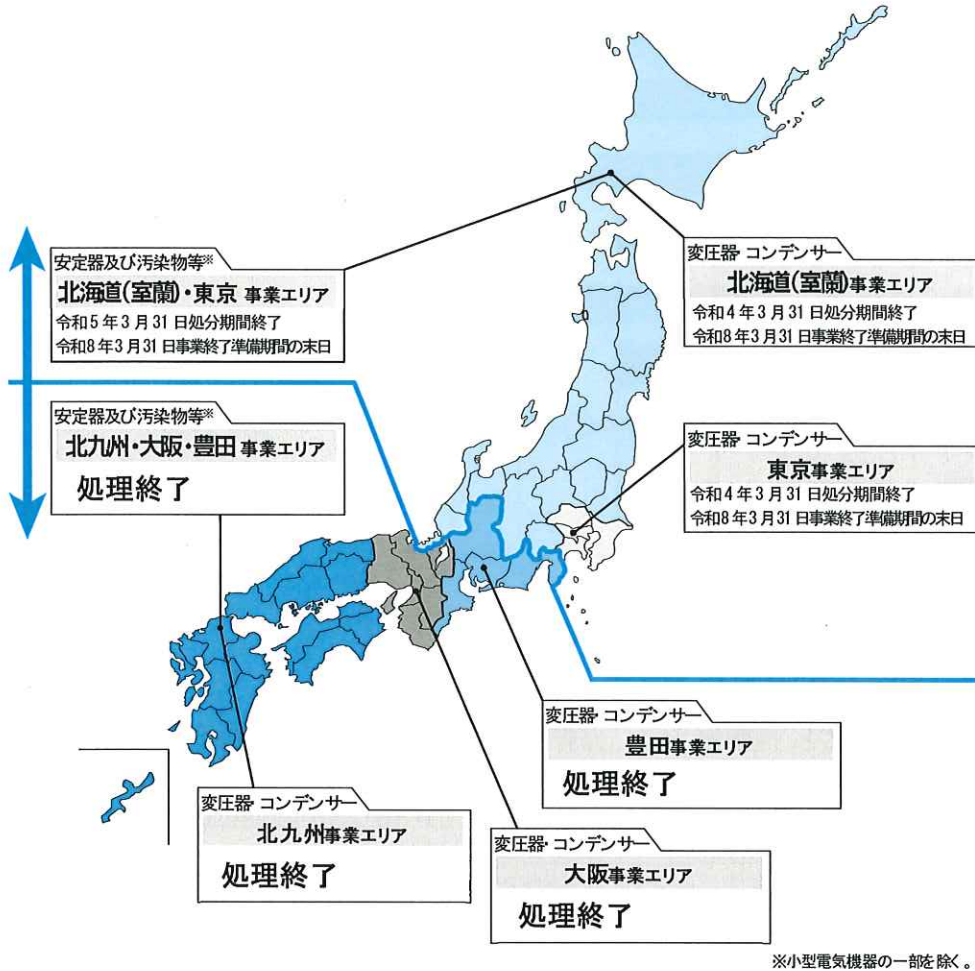 安定器及び汚染物等※
北海道(室蘭)・東京 事業エリア
令和5年3月31日処分期間終了
令和8年3月31日事業終了準備期間の末日
変圧器・コンデンサー
北海道(室蘭)事業エリア
令和4年3月31日処分期間終了
令和8年3月31日事業終了準備期間の末日
安定器及び汚染物等※
北九州・大阪・豊田 事業エリア
処理終了
変圧器・コンデンサー
東京事業エリア
令和4年3月31日処分期間終了
令和8年3月31日事業終了準備期間の末日
変圧器・コンデンサー
豊田事業エリア
処理終了
変圧器・コンデンサー
北九州事業エリア
処理終了
変圧器・コンデンサー
大阪事業エリア
処理終了
※小型電気機器の一部を除く。